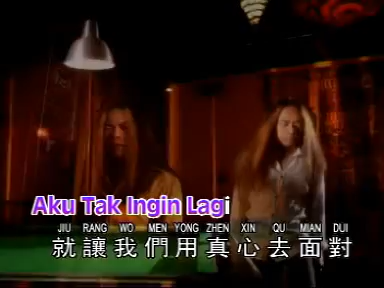 Aku Tak Ingin Lagi
JIU RANG WO MEN YONG ZHEN XIN QU MIAN DUI
就讓我們用真心去面對